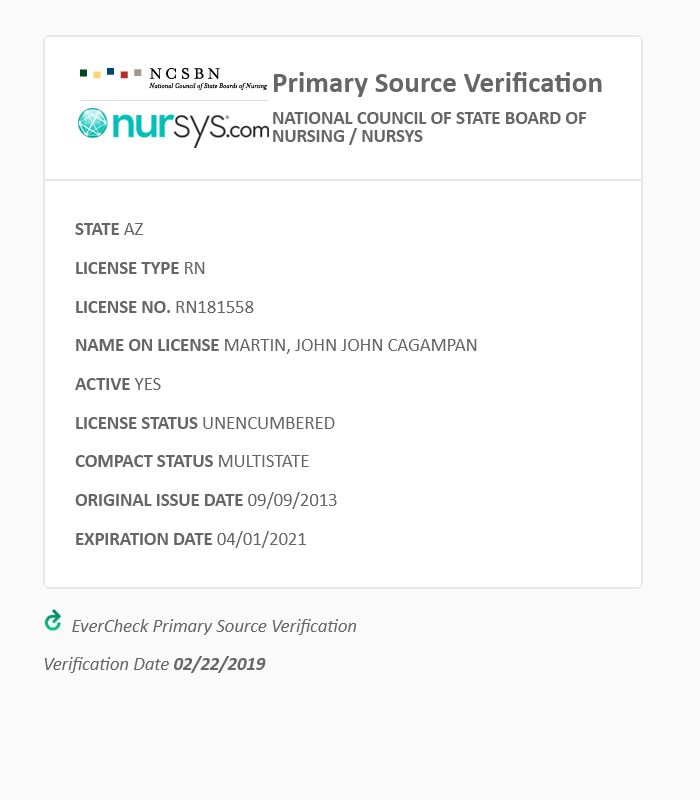 NCSBN
National Council of State Boards of Nursing
nursys.com
Primary Source Verification
NATIONAL COUNCIL OF STATE BOARD OF
NURSING / NURSYS
STATE AZ
LICENSE TYPE RN
LICENSE NO. RN181558
NAME ON LICENSE MARTIN, JOHN JOHN CAGAMPAN
ACTIVE YES
LICENSE STATUS UNENCUMBERED
COMPACT STATUS MULTISTATE
ORIGINAL ISSUE DATE 09/09/2013
EXPIRATION DATE 04/01/2021
EverCheck Primary Source Verification
Verification Date 02/22/2019